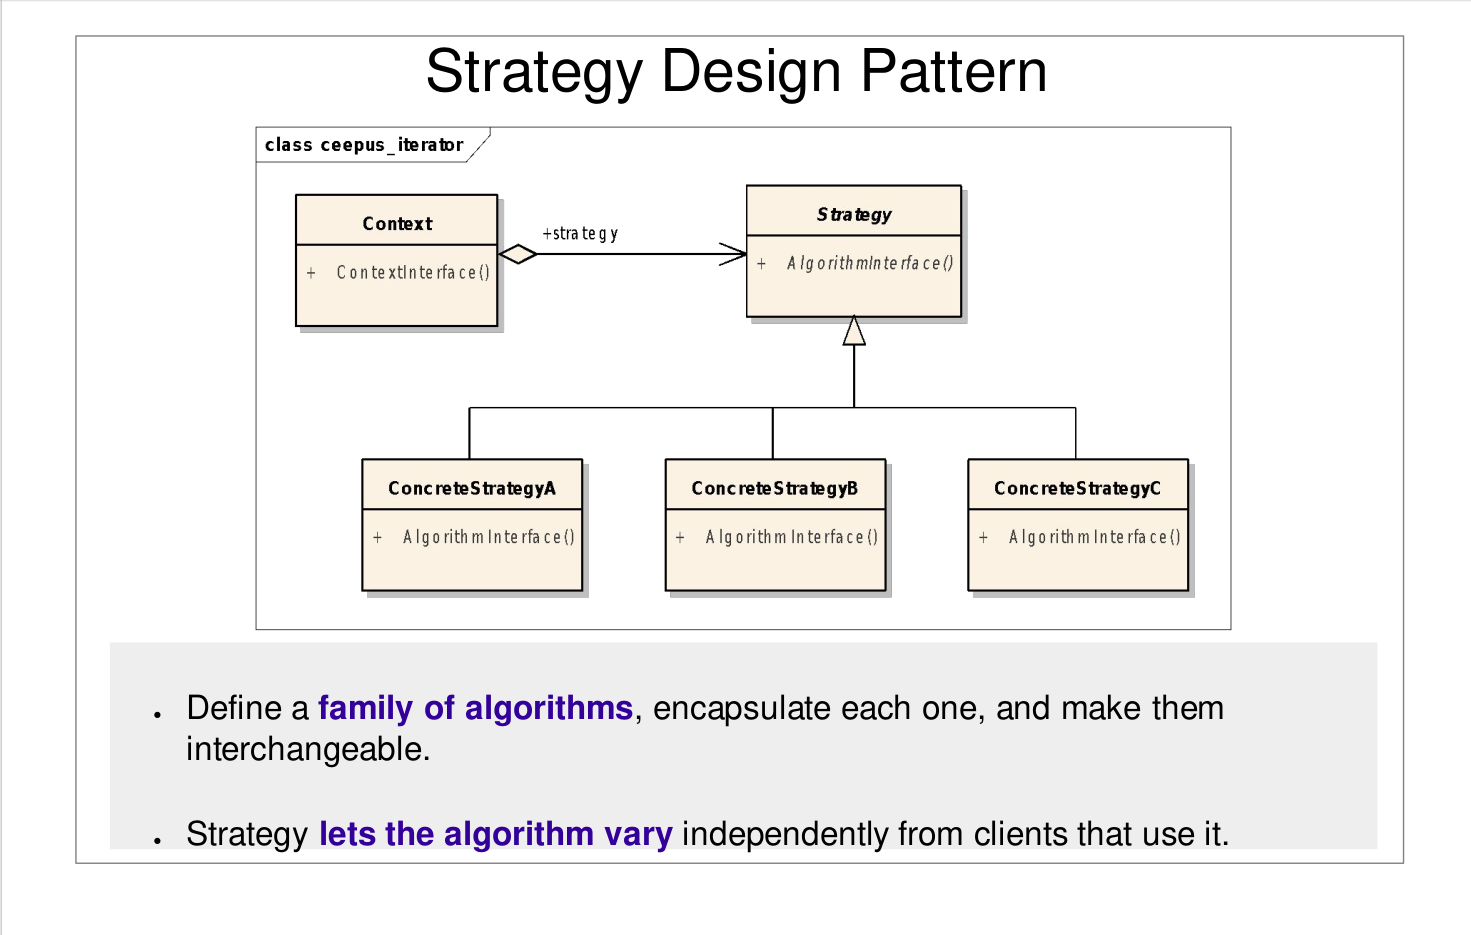 Strategy Design Pattern
class ceepus_iterator
Context
+ ContextInterface()
+strategy
Strategy
+ AlgorithmInterface()
ConcreteStrategyA
+ AlgorithmInterface()
ConcreteStrategyB
+ AlgorithmInterface()
ConcreteStrategyC
+ AlgorithmInterface()
• Define a family of algorithms, encapsulate each one, and make them
interchangeable.
• Strategy lets the algorithm vary independently from clients that use it.